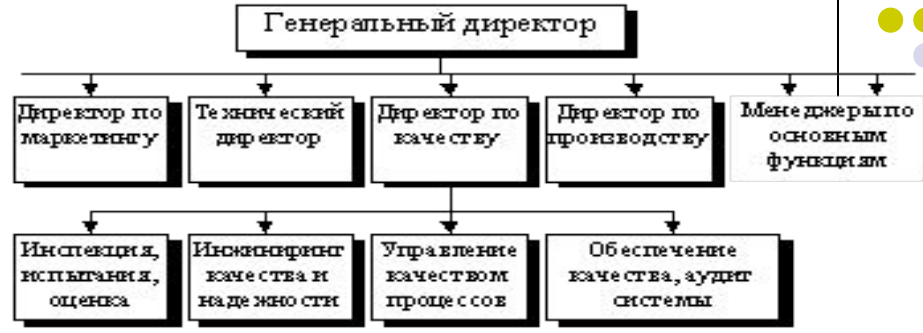 Генеральный директор
Директор по
маркетингу
Технический
директор
Директор по
качеству
Директор по
производству
Менеджеры по
основным
функциям
Инспекция,
испытания,
оценка
Инжиниринг
качества и
надежности
Управление
качеством
процессов
Обеспечение
качества, аудит
системы